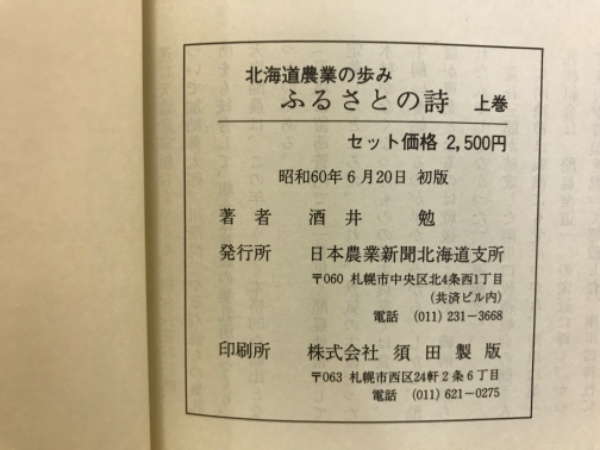 北海道農業の歩み
ふるさとの詩 上巻
セット価格 2,500円
昭和60年6月20日 初版
著者 酒井 勉
発行所 日本農業新聞北海道支所
〒060 札幌市中央区北4条西1丁目
(共済ビル内)
電話 (011) 231-3668
印刷所 株式会社 須田製版
〒063 札幌市西区24軒2条6丁目
電話 (011) 621-0275